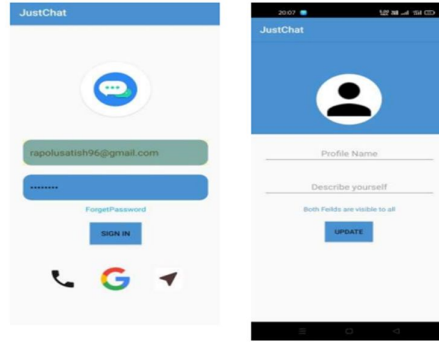 JustChat
rapolusatish96@gmail.com
••••••••
ForgetPassword
SIGN IN
20:07
JustChat
Profile Name
Describe yourself
Both Fields are visible to all
UPDATE